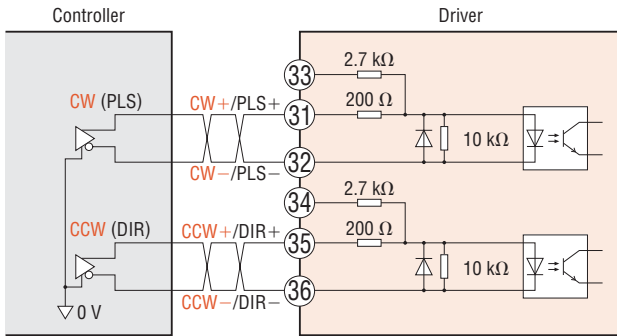 Controller
Driver
33
2.7 kΩ
CW (PLS)
CW+/PLS+
31
200 Ω
10 kΩ
CW−/PLS−
32
34
2.7 kΩ
CCW (DIR)
CCW+/DIR+
35
200 Ω
10 kΩ
CCW−/DIR−
36
0 V